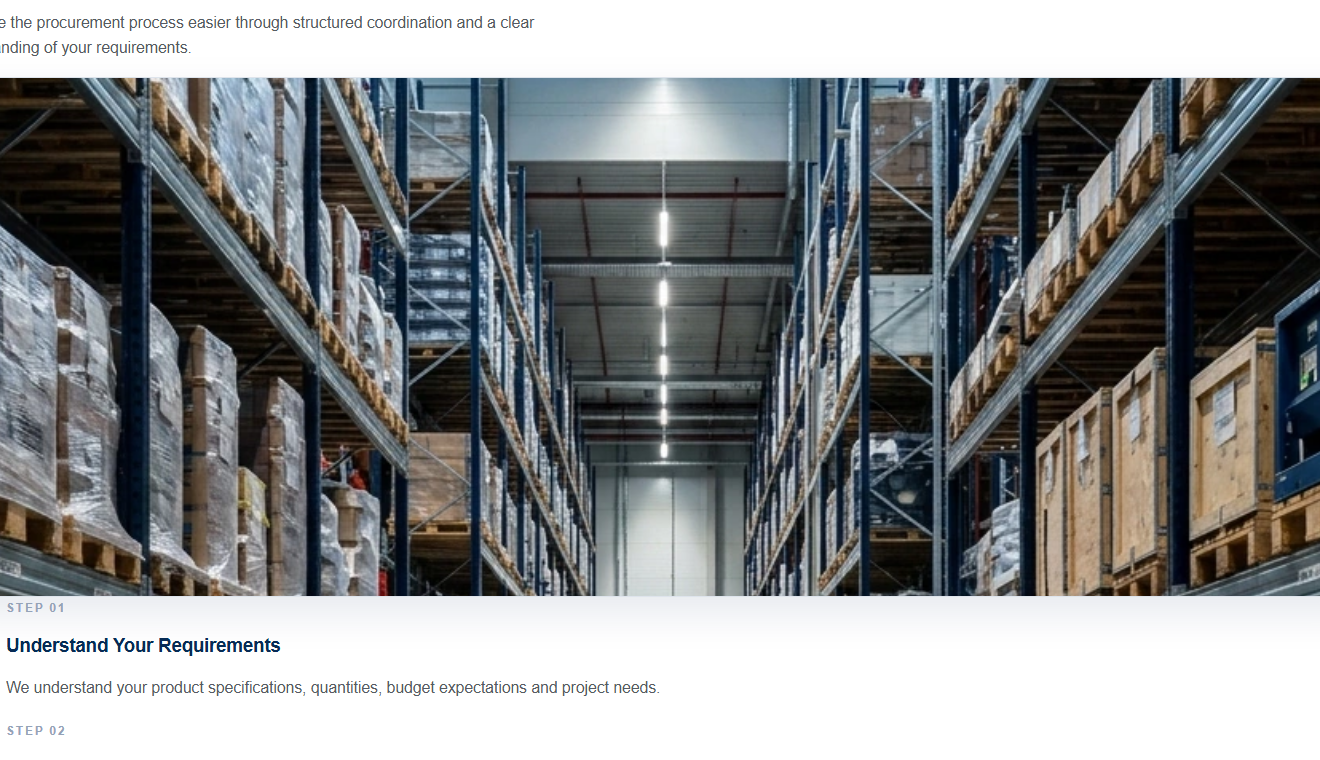 e the procurement process easier through structured coordination and a clear
nding of your requirements.
STEP 01
Understand Your Requirements
We understand your product specifications, quantities, budget expectations and project needs.
STEP 02